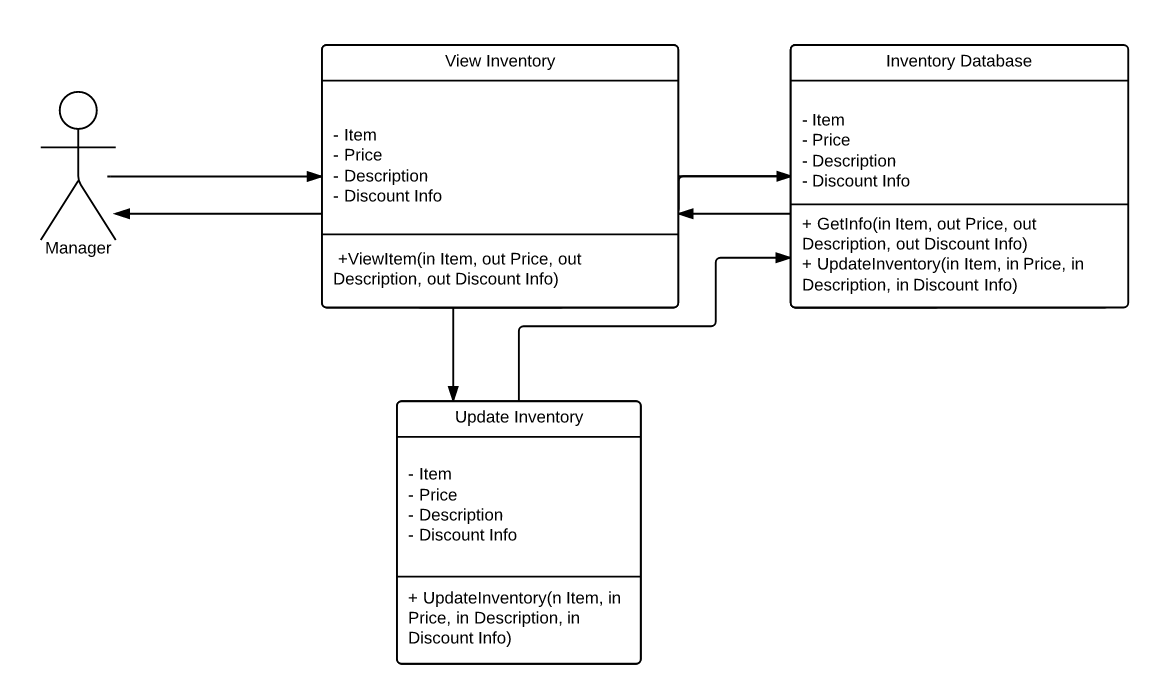 View Inventory
- Item
- Price
- Description
- Discount Info
+ViewItem(in Item, out Price, out
Description, out Discount Info)
Inventory Database
- Item
- Price
- Description
- Discount Info
+ GetInfo(in Item, out Price, out
Description, out Discount Info)
+ UpdateInventory(in Item, in Price, in
Description, in Discount Info)
Manager
Update Inventory
- Item
- Price
- Description
- Discount Info
+ UpdateInventory(n Item, in
Price, in Description, in
Discount Info)